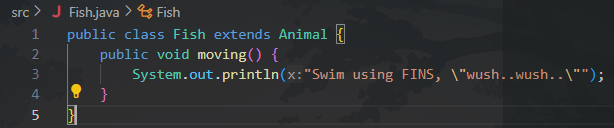 src > J Fish.java > Fish
1 public class Fish extends Animal {
2     public void moving() {
3         System.out.println(x:"Swim using FINS, \"wush..wush..\"");
4     }
5 }